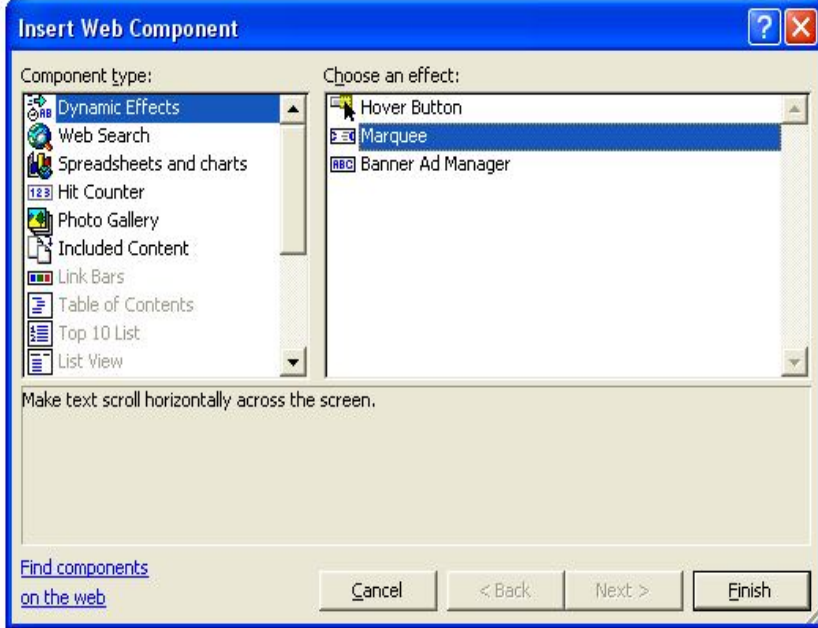 Insert Web Component
Component type:
Dynamic Effects
Web Search
Spreadsheets and charts
123 Hit Counter
Photo Gallery
Included Content
Link Bars
Table of Contents
Top 10 List
List View
Choose an effect:
Hover Button
Marquee
ABC Banner Ad Manager
Make text scroll horizontally across the screen.
Find components
on the web
Cancel
< Back
Next >
Finish